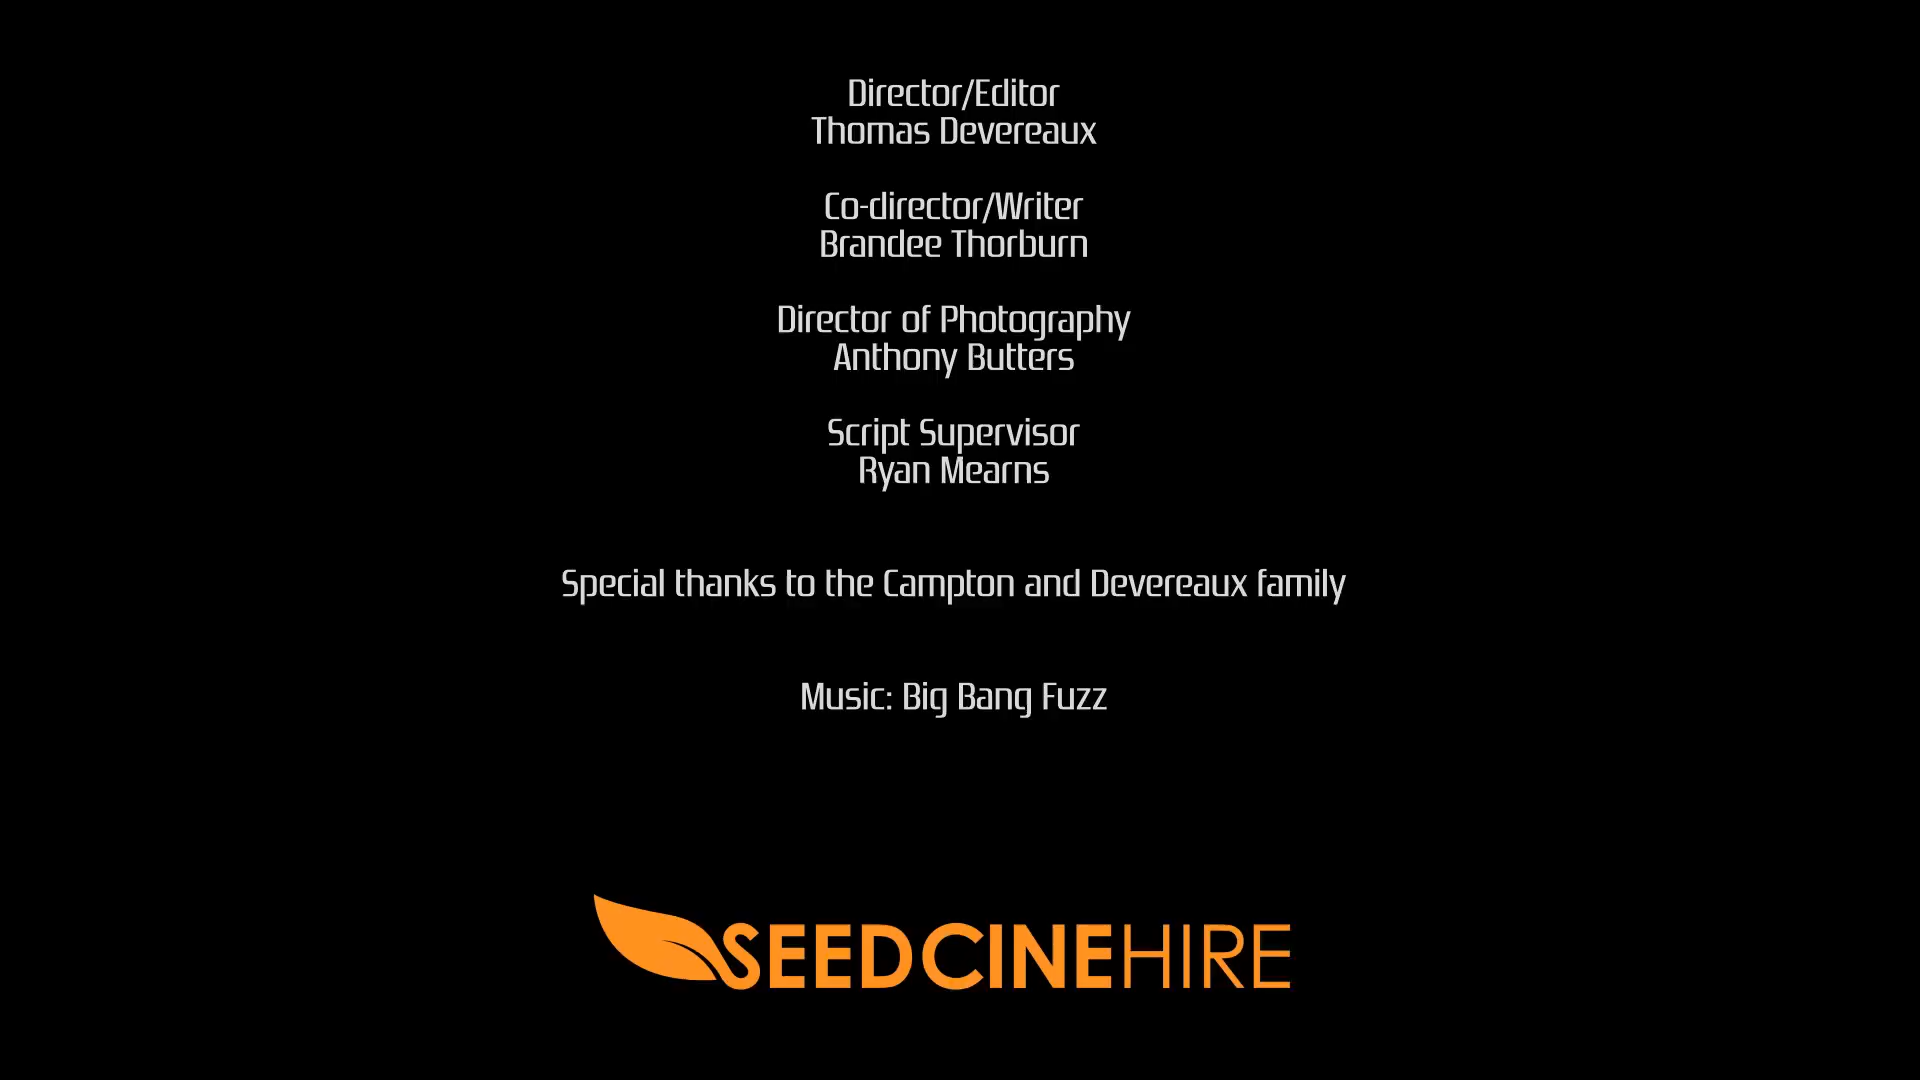 Director/Editor
Thomas Devereaux
Co-director/Writer
Brandee Thorburn
Director of Photography
Anthony Butters
Script Supervisor
Ryan Mearns
Special thanks to the Campton and Devereaux family
Music: Big Bang Fuzz
SEEDCINEHIRE